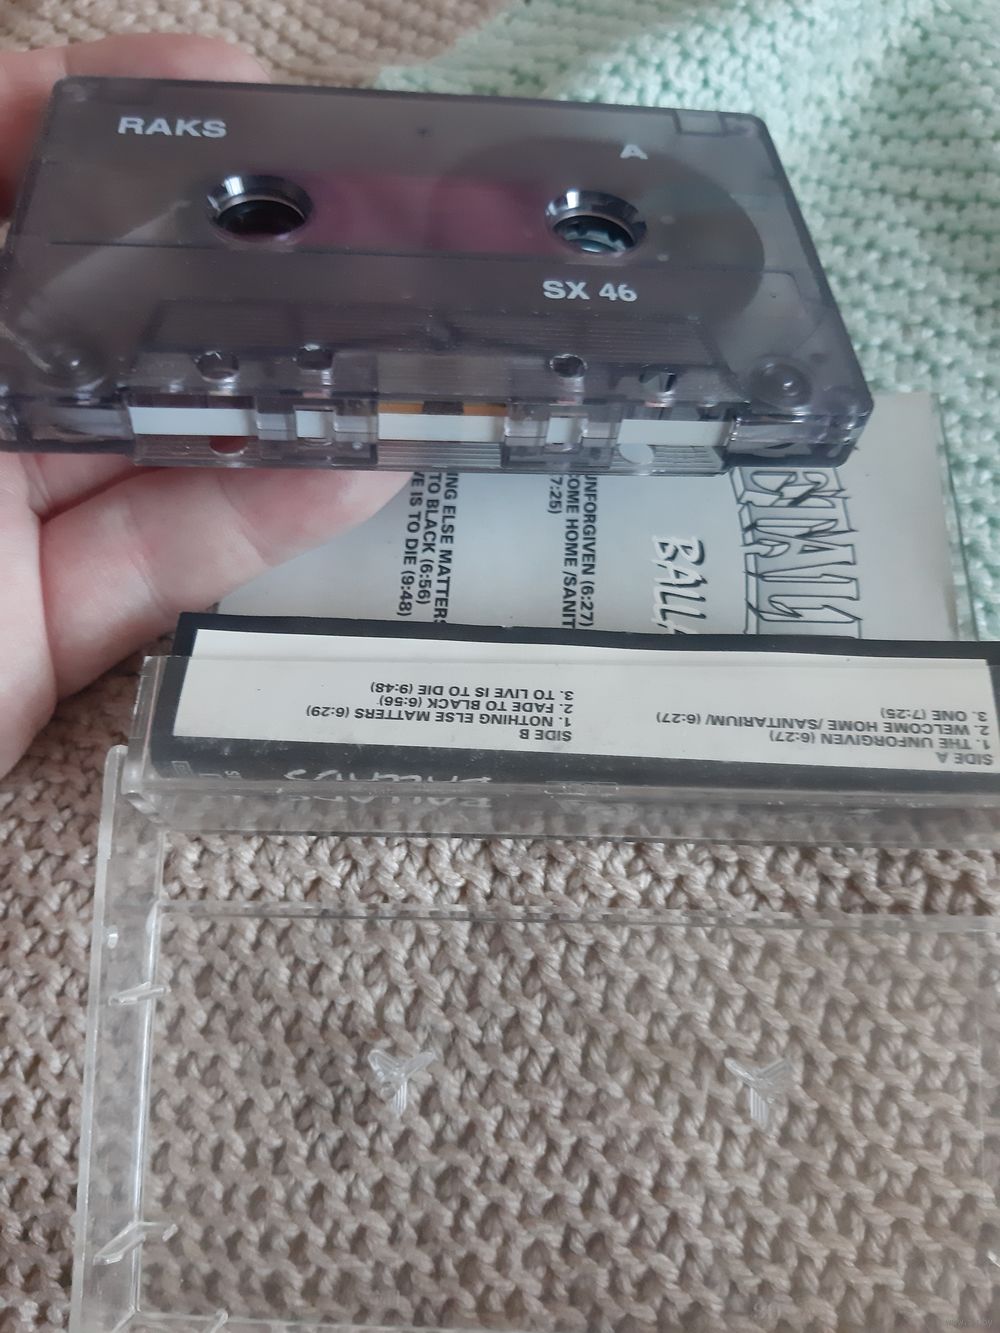 RAKS
A
SX 46
ING ELSE MATTERS
TO BLACK (6:56)
VE IS TO DIE (9:48)
UNFORGIVEN (6:27)
OME HOME /SANIT
7:25)
BALLA
ETALL
SIDE A
1. THE UNFORGIVEN (6:27)
2. WELCOME HOME /SANITARIUM/ (6:27)
3. ONE (7:25)
SIDE B
1. NOTHING ELSE MATTERS (6:29)
2. FADE TO BLACK (6:56)
3. TO LIVE IS TO DIE (9:48)
BALLADS